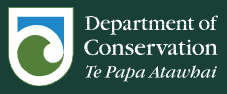 Department of
Conservation
Te Papa Atawhai